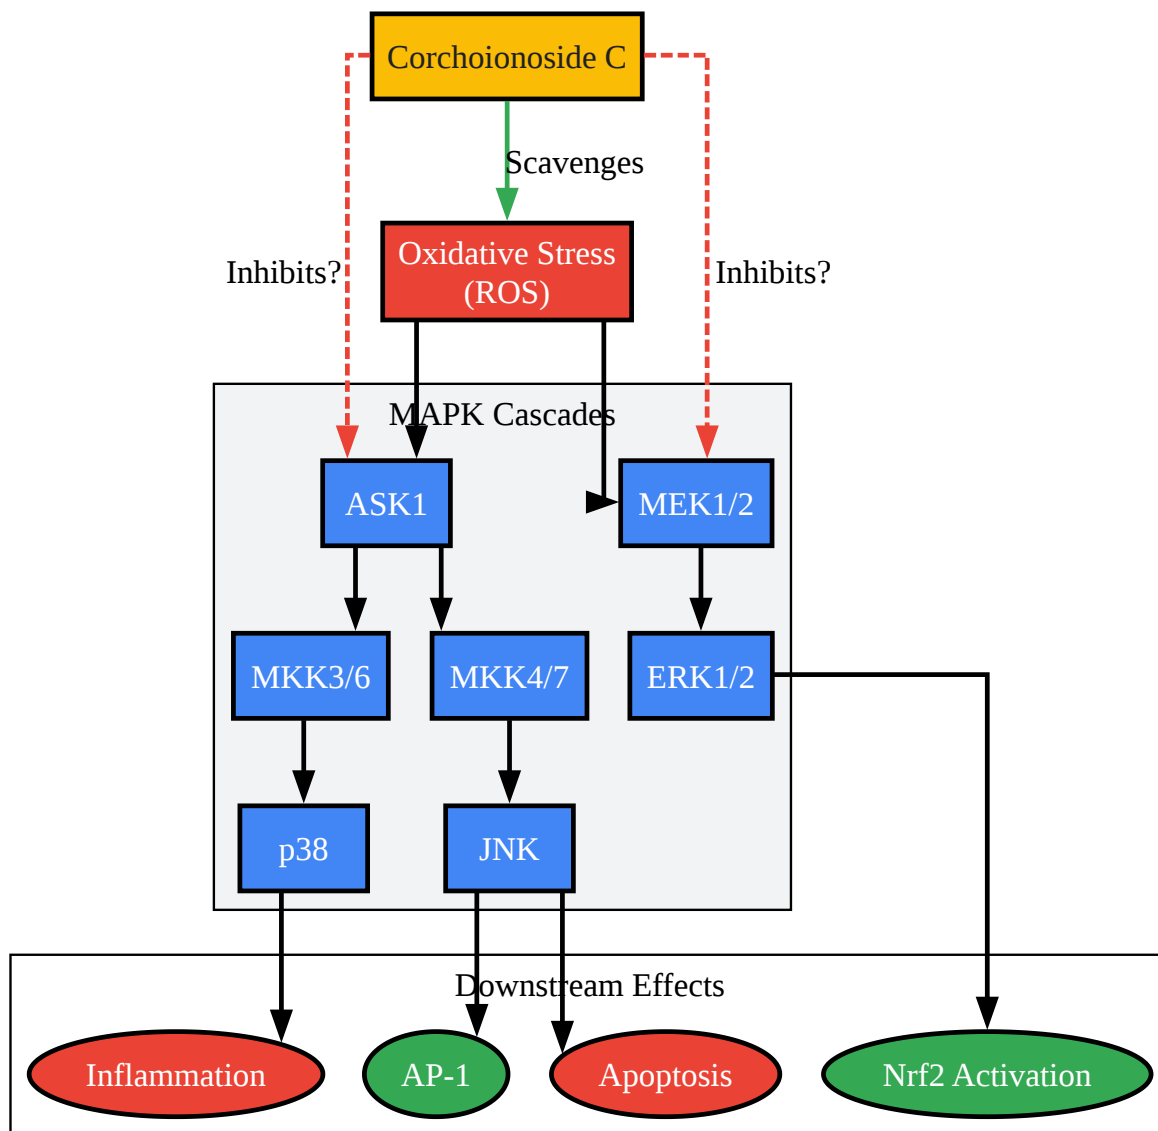 Corchoionoside C
Scavenges
Oxidative Stress
(ROS)
Inhibits?
Inhibits?
MAPK Cascades
ASK1
MEK1/2
MKK3/6
MKK4/7
ERK1/2
p38
JNK
Downstream Effects
Inflammation
AP-1
Apoptosis
Nrf2 Activation